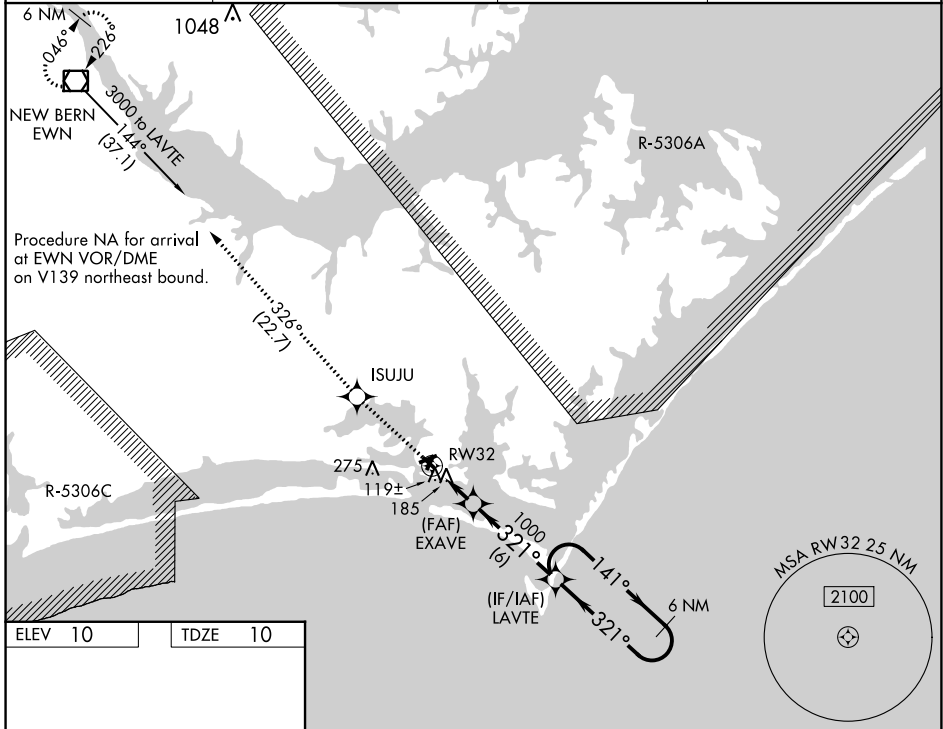 6 NM
046°
226°
1048
NEW BERN
EWN
3000 to LAVTE
144°
(37.1)
R-5306A
Procedure NA for arrival
at EWN VOR/DME
on V139 northeast bound.
326°
(22.7)
ISUJU
RW32
275
119±
185
R-5306C
(FAF)
EXAVE
1000
321°
(6)
(IF/IAF)
LAVTE
141°
6 NM
321°
MSA RW32 25 NM
2100
ELEV 10
TDZE 10